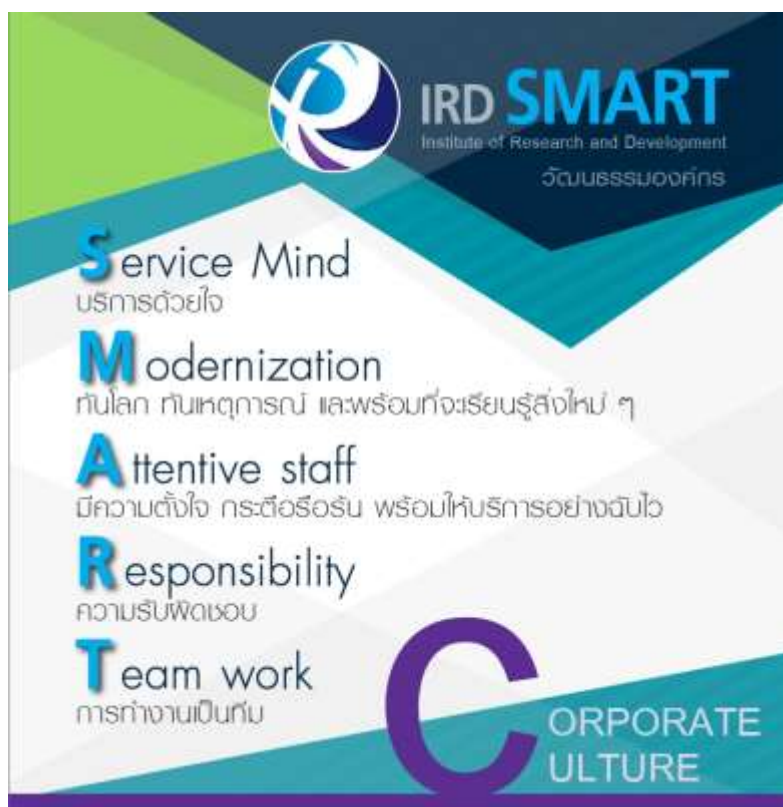 IRD SMART
Institute of Research and Development
วัฒนธรรมองค์กร
Service Mind
บริการด้วยใจ
Modernization
ทันโลก ทันเหตุการณ์ และพร้อมที่จะเรียนรู้สิ่งใหม่ ๆ
Attentive staff
มีความตั้งใจ กระตือรือร้น พร้อมให้บริการอย่างฉับไว
Responsibility
ความรับผิดชอบ
Team work
การทำงานเป็นทีม
CORPORATE
CULTURE